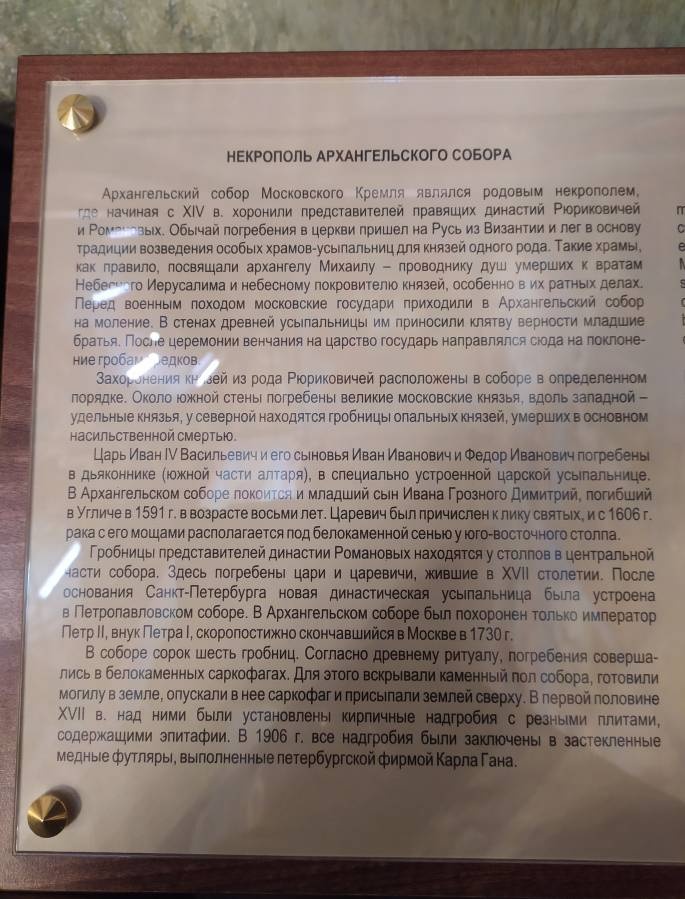 НЕКРОПОЛЬ АРХАНГЕЛЬСКОГО СОБОРА
Архангельский собор Московского Кремля являлся родовым некрополем,
где начиная с XIV в. хоронили представителей правящих династий Рюриковичей
и Романовых. Обычай погребения в церкви пришел на Русь из Византии и лег в основу
традиции возведения особых храмов-усыпальниц для князей одного рода. Такие храмы,
как правило, посвящали архангелу Михаилу – проводнику душ умерших к вратам
Небесного Иерусалима и небесному покровителю князей, особенно в их ратных делах.
Перед военным походом московские государи приходили в Архангельский собор
на моление. В стенах древней усыпальницы им приносили клятву верности младшие
братья. После церемонии венчания на царство государь направлялся сюда на поклоне-
ние гробам предков.
Захоронения князей из рода Рюриковичей расположены в соборе в определенном
порядке. Около южной стены погребены великие московские князья, вдоль западной –
удельные князья, у северной находятся гробницы опальных князей, умерших в основном
насильственной смертью.
Царь Иван IV Васильевич и его сыновья Иван Иванович и Федор Иванович погребены
в дьяконнике (южной части алтаря), в специально устроенной царской усыпальнице.
В Архангельском соборе покоится и младший сын Ивана Грозного Димитрий, погибший
в Угличе в 1591 г. в возрасте восьми лет. Царевич был причислен к лику святых, и с 1606 г.
рака с его мощами располагается под белокаменной сенью у юго-восточного столпа.
Гробницы представителей династии Романовых находятся у столпов в центральной
части собора. Здесь погребены цари и царевичи, жившие в XVII столетии. После
основания Санкт-Петербурга новая династическая усыпальница была устроена
в Петропавловском соборе. В Архангельском соборе был похоронен только император
Петр II, внук Петра I, скоропостижно скончавшийся в Москве в 1730 г.
В соборе сорок шесть гробниц. Согласно древнему ритуалу, погребения соверша-
лись в белокаменных саркофагах. Для этого вскрывали каменный пол собора, готовили
могилу в земле, опускали в нее саркофаг и присыпали землей сверху. В первой половине
XVII в. над ними были установлены кирпичные надгробия с резными плитами,
содержащими эпитафии. В 1906 г. все надгробия были заключены в застекленные
медные футляры, выполненные петербургской фирмой Карла Гана.